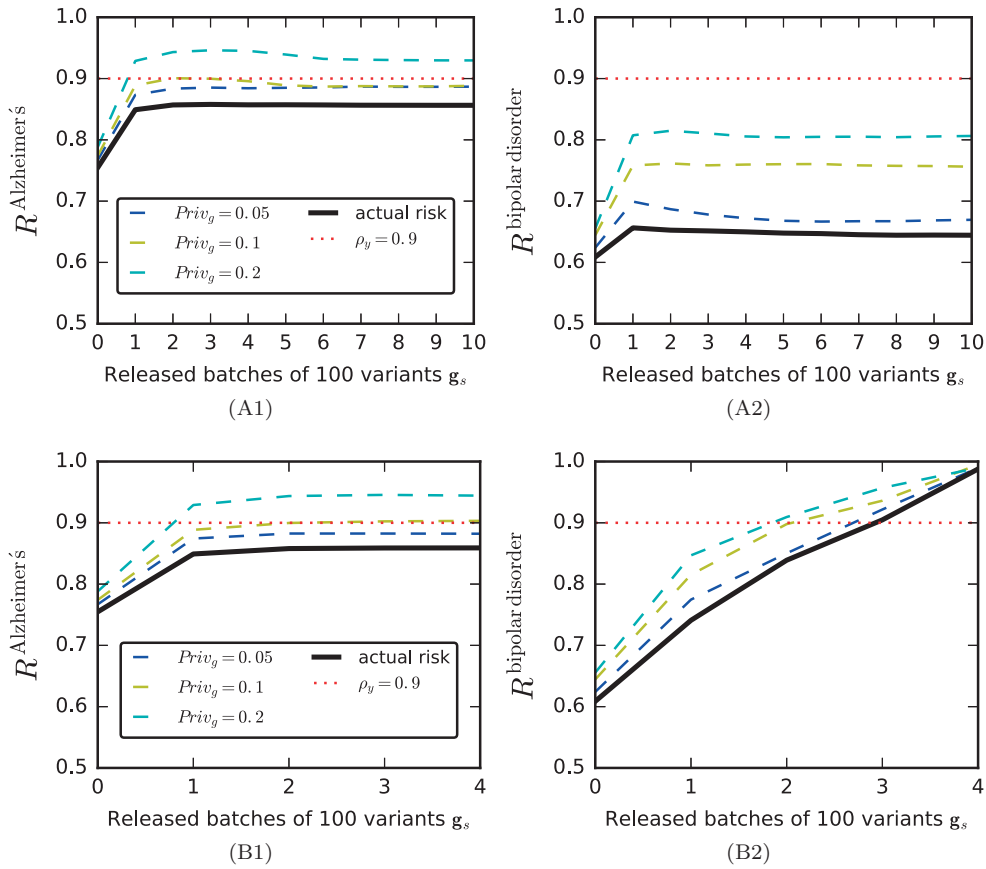 1.0
0.9
0.8
0.7
0.6
0.5
R^Alzheimer´s
Priv_g = 0.05
Priv_g = 0.1
Priv_g = 0.2
actual risk
ρ_y = 0.9
0 1 2 3 4 5 6 7 8 9 10
Released batches of 100 variants g_s
(A1)
1.0
0.9
0.8
0.7
0.6
0.5
R^bipolar disorder
0 1 2 3 4 5 6 7 8 9 10
Released batches of 100 variants g_s
(A2)
1.0
0.9
0.8
0.7
0.6
0.5
R^Alzheimer´s
Priv_g = 0.05
Priv_g = 0.1
Priv_g = 0.2
actual risk
ρ_y = 0.9
0 1 2 3 4
Released batches of 100 variants g_s
(B1)
1.0
0.9
0.8
0.7
0.6
0.5
R^bipolar disorder
0 1 2 3 4
Released batches of 100 variants g_s
(B2)